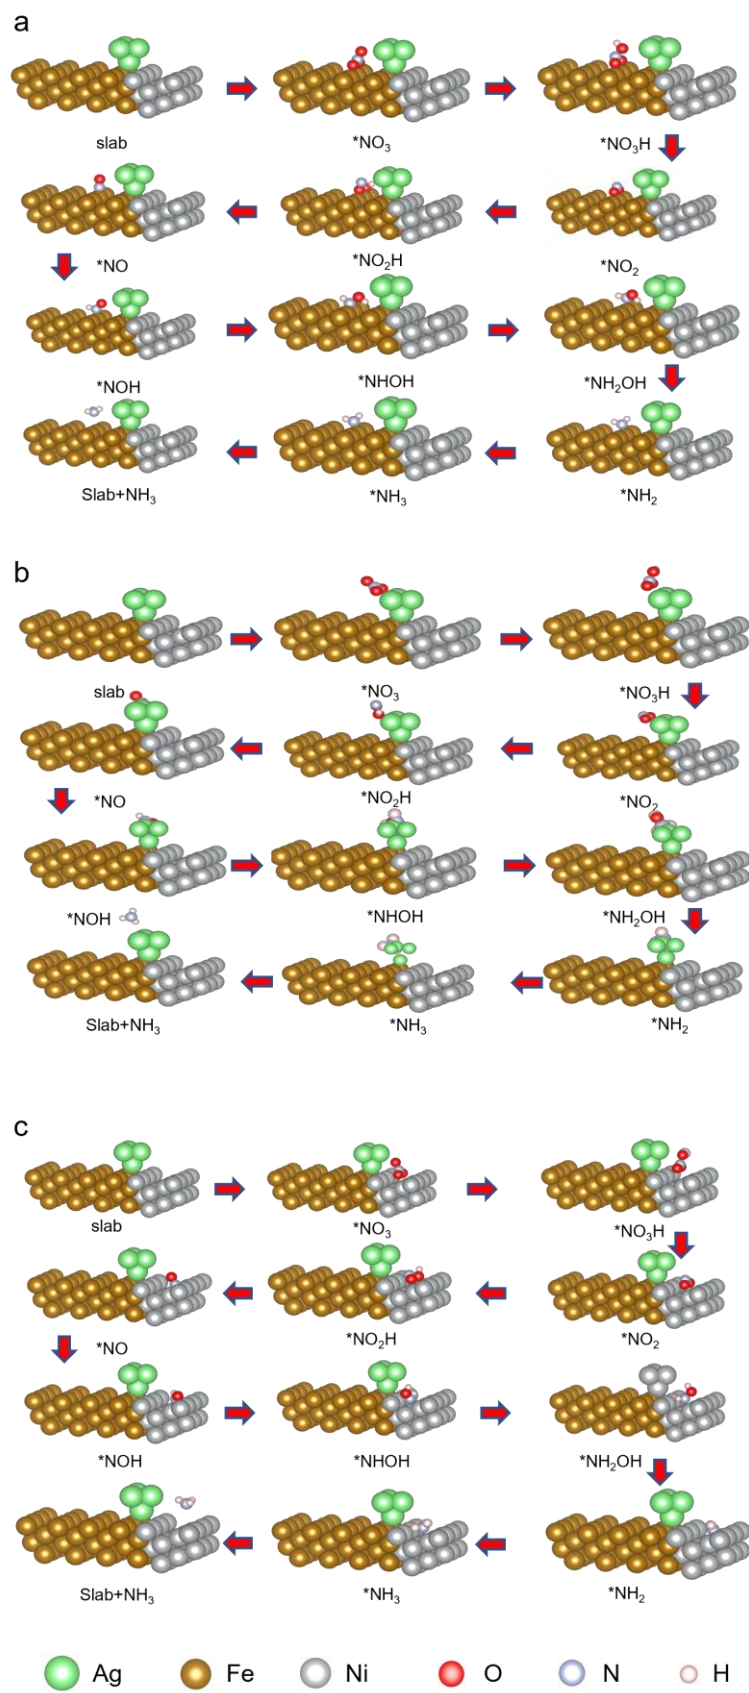 a
slab *NO₃ *NO₃H
*NO *NO₂H *NO₂
*NOH *NHOH *NH₂OH
Slab+NH₃ *NH₃ *NH₂
b
slab *NO₃ *NO₃H
*NO *NO₂H *NO₂
*NOH *NHOH *NH₂OH
Slab+NH₃ *NH₃ *NH₂
c
slab *NO₃ *NO₃H
*NO *NO₂H *NO₂
*NOH *NHOH *NH₂OH
Slab+NH₃ *NH₃ *NH₂
Ag Fe Ni O N H